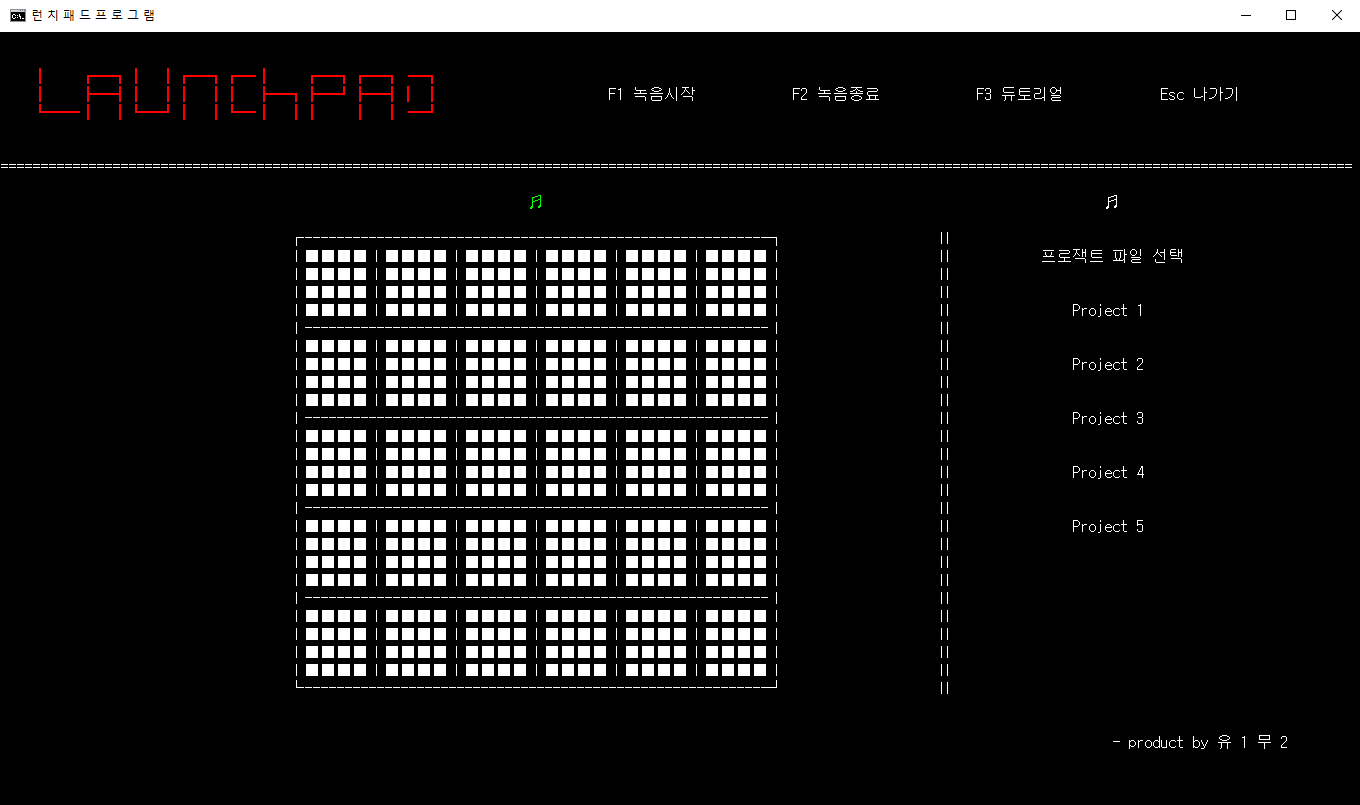 런치패드프로그램
LAUNChPAD
F1 녹음시작 F2 녹음종료 F3 듀토리얼 Esc 나가기
♬ ♬
프로잭트 파일 선택
Project 1
Project 2
Project 3
Project 4
Project 5
- product by 유 1 무 2